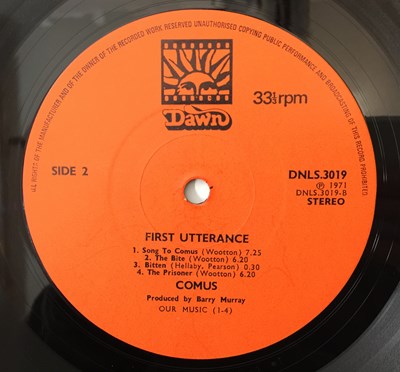 ALL RIGHTS OF THE MANUFACTURER AND OF THE OWNER OF THE RECORDED WORK RESERVED UNAUTHORISED COPYING PUBLIC PERFORMANCE AND BROADCASTING OF THIS RECORD PROHIBITED
Dawn
33⅓rpm
SIDE 2
DNLS.3019
℗ 1971
DNLS.3019-B
STEREO
FIRST UTTERANCE
1. Song To Comus (Wootton) 7.25
2. The Bite (Wootton) 6.20
3. Bitten (Hellaby, Pearson) 0.30
4. The Prisoner (Wootton) 6.20
COMUS
Produced by Barry Murray
OUR MUSIC (1-4)